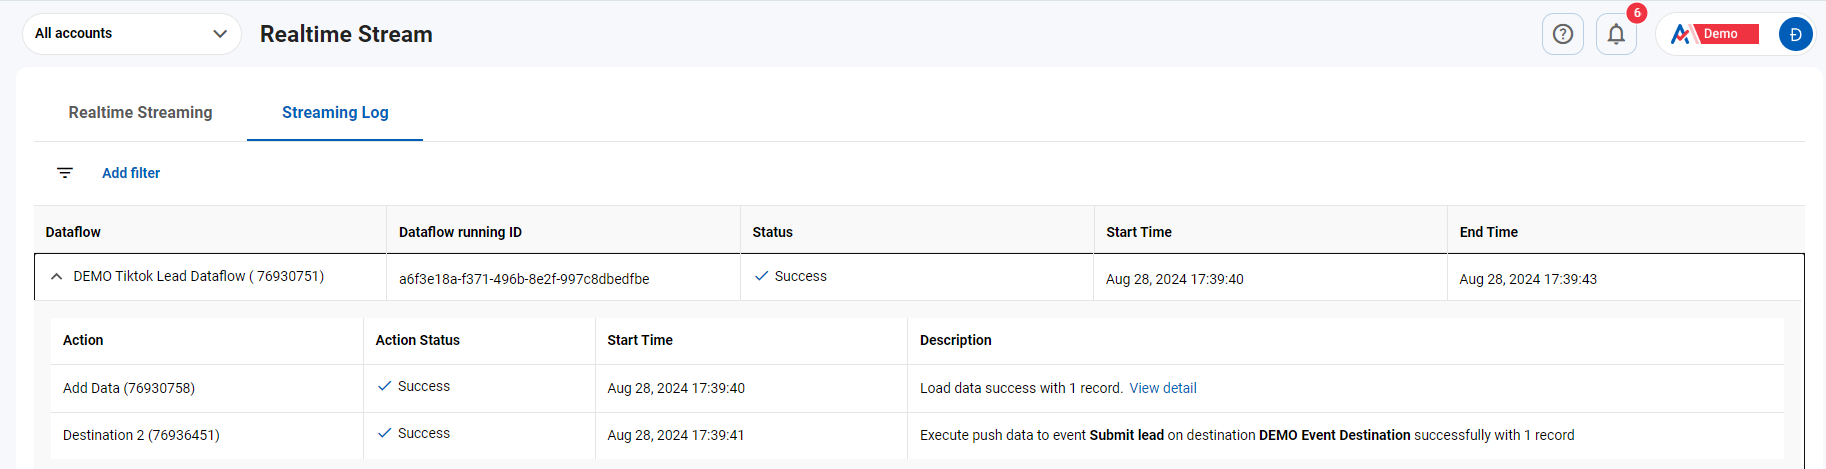 All accounts
Realtime Stream
6
Demo
Đ
Realtime Streaming
Streaming Log
Add filter
Dataflow
Dataflow running ID
Status
Start Time
End Time
DEMO Tiktok Lead Dataflow ( 76930751)
a6f3e18a-f371-496b-8e2f-997c8dbedfbe
Success
Aug 28, 2024 17:39:40
Aug 28, 2024 17:39:43
Action
Action Status
Start Time
Description
Add Data (76930758)
Success
Aug 28, 2024 17:39:40
Load data success with 1 record. View detail
Destination 2 (76936451)
Success
Aug 28, 2024 17:39:41
Execute push data to event Submit lead on destination DEMO Event Destination successfully with 1 record